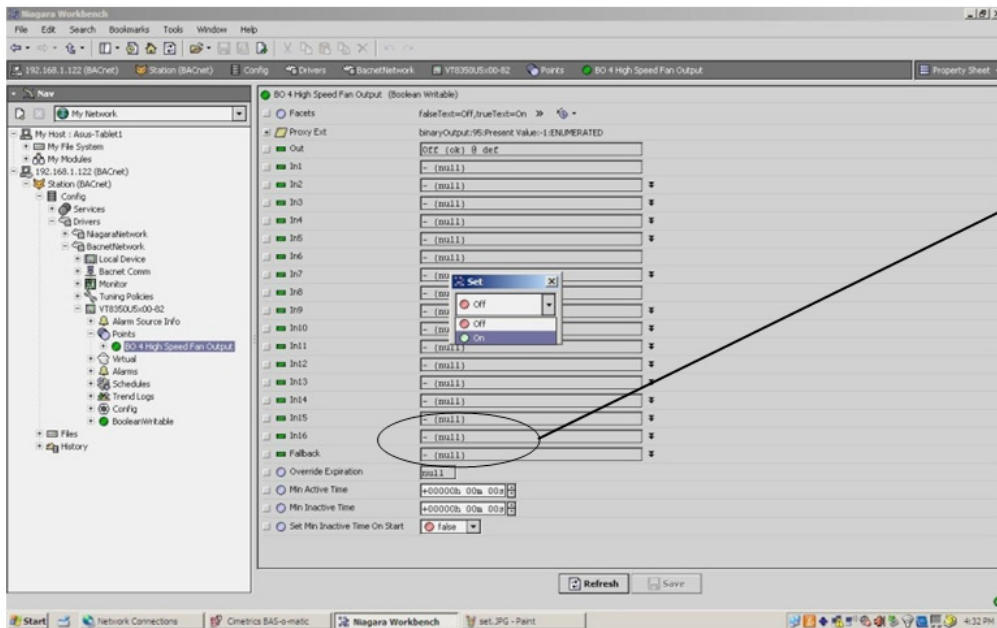 Niagara Workbench
File Edit Search Bookmarks Tools Window Help
192.168.1.122 (BACnet) Station (BACnet) Config Drivers BacnetNetwork VT8350U5x00-82 Points BO 4 High Speed Fan Output Property Sheet
Nav
My Network
My Host : Asus-Tablet1
My File System
My Modules
192.168.1.122 (BACnet)
Station (BACnet)
Config
Services
Drivers
NiagaraNetwork
BacnetNetwork
Local Device
Bacnet Comm
Monitor
Tuning Policies
VT8350U5x00-82
Alarm Source Info
Points
BO 4 High Speed Fan Output
Virtual
Alarms
Schedules
Trend Logs
Config
BooleanWritable
Files
History
BO 4 High Speed Fan Output (Boolean Writable)
Facets falseText=Off,trueText=On
Proxy Ext binaryOutput:95:Present Value:-1:ENUMERATED
Out Off (ok) @ def
In1 - (null)
In2 - (null)
In3 - (null)
In4 - (null)
In5 - (null)
In6 - (null)
In7 - (nu
In8 - (nu
In9 - (nu
In10 - (nu
In11 - (null)
In12 - (null)
In13 - (null)
In14 - (null)
In15 - (null)
In16 - (null)
Fallback - (null)
Override Expiration null
Min Active Time +00000h 00m 00s
Min Inactive Time +00000h 00m 00s
Set Min Inactive Time On Start false
Set
Off
Off
On
Refresh Save
Start Network Connections Cimetrics BAS-o-matic Niagara Workbench set.JPG - Paint 4:32 PM